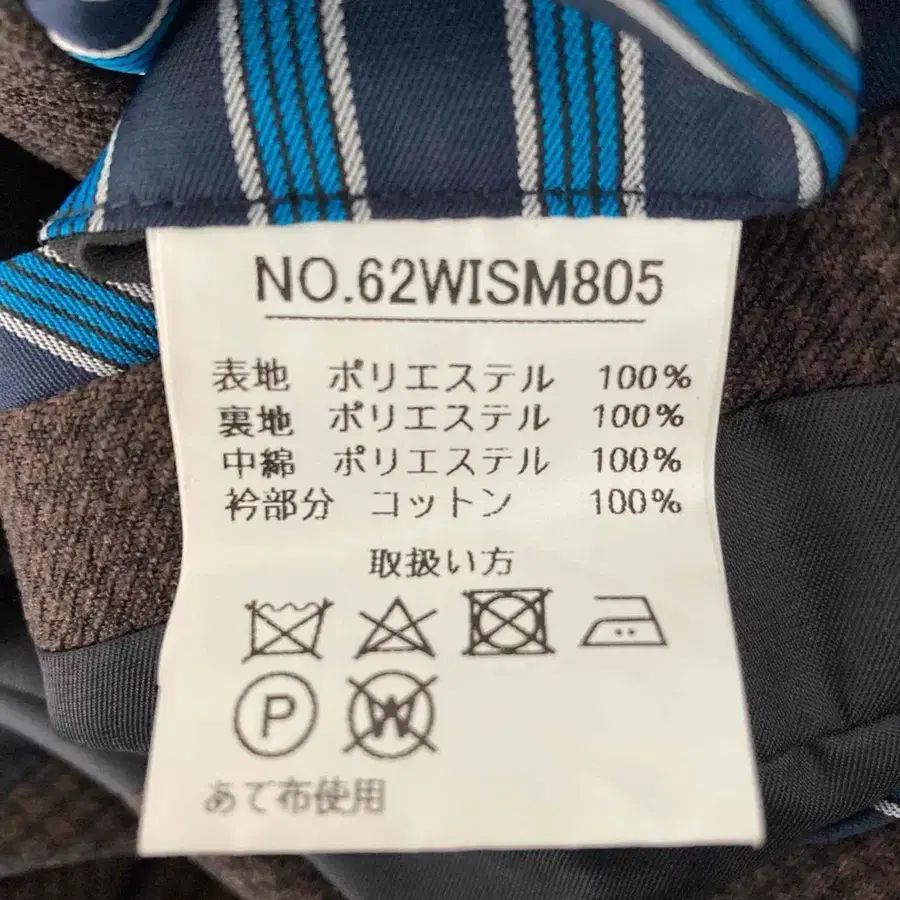 NO.62WISM805
表地 ポリエステル 100%
裏地 ポリエステル 100%
中綿 ポリエステル 100%
衿部分 コットン 100%
取扱い方
P W
あて布使用